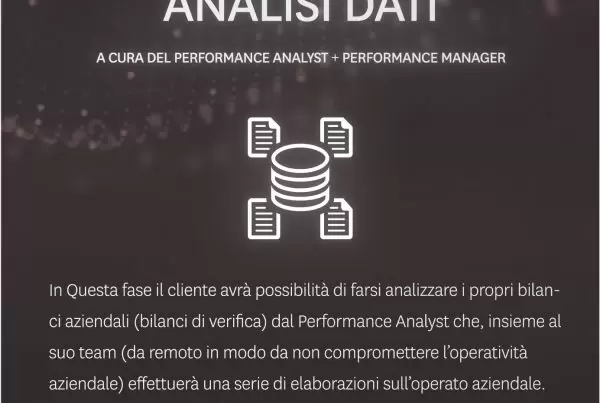 ANALISI DATI
A CURA DEL PERFORMANCE ANALYST + PERFORMANCE MANAGER
In Questa fase il cliente avrà possibilità di farsi analizzare i propri bilan-
ci aziendali (bilanci di verifica) dal Performance Analyst che, insieme al
suo team (da remoto in modo da non compromettere l'operatività
aziendale) effettuerà una serie di elaborazioni sull'operato aziendale.